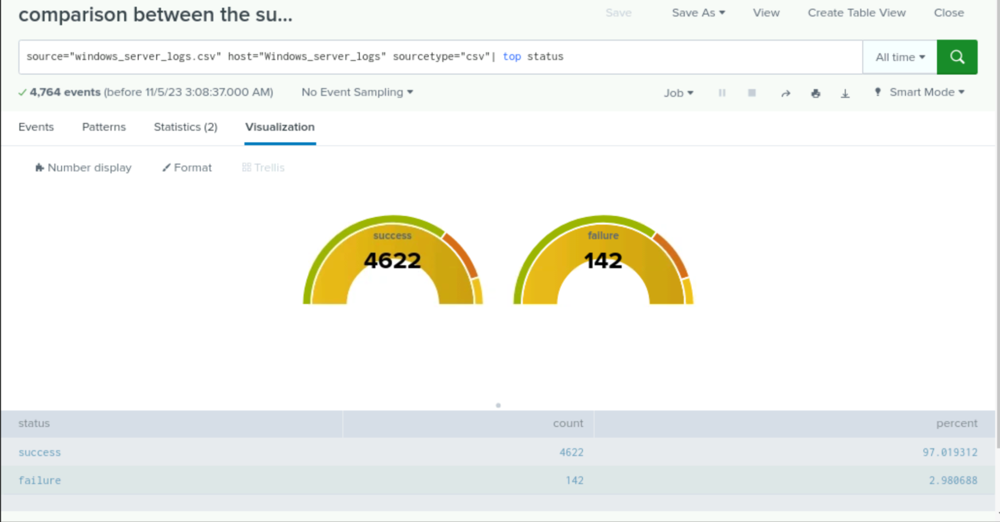 comparison between the su...
Save Save As View Create Table View Close
source="windows_server_logs.csv" host="Windows_server_logs" sourcetype="csv"| top status
All time
4,764 events (before 11/5/23 3:08:37.000 AM) No Event Sampling
Job Smart Mode
Events Patterns Statistics (2) Visualization
Number display Format Trellis
success failure
4622 142
status count percent
success 4622 97.019312
failure 142 2.980688